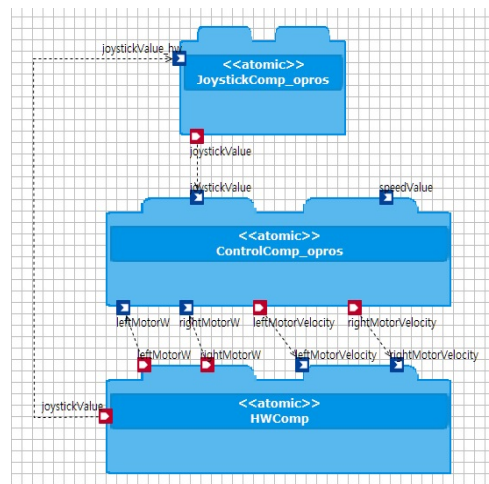 joystickValue_hw
<<atomic>>
JoystickComp_opros
joystickValue
joystickValue
speedValue
<<atomic>>
ControlComp_opros
leftMotorW
rightMotorW
leftMotorVelocity
rightMotorVelocity
leftMotorW
rightMotorW
leftMotorVelocity
rightMotorVelocity
joystickValue
<<atomic>>
HWComp